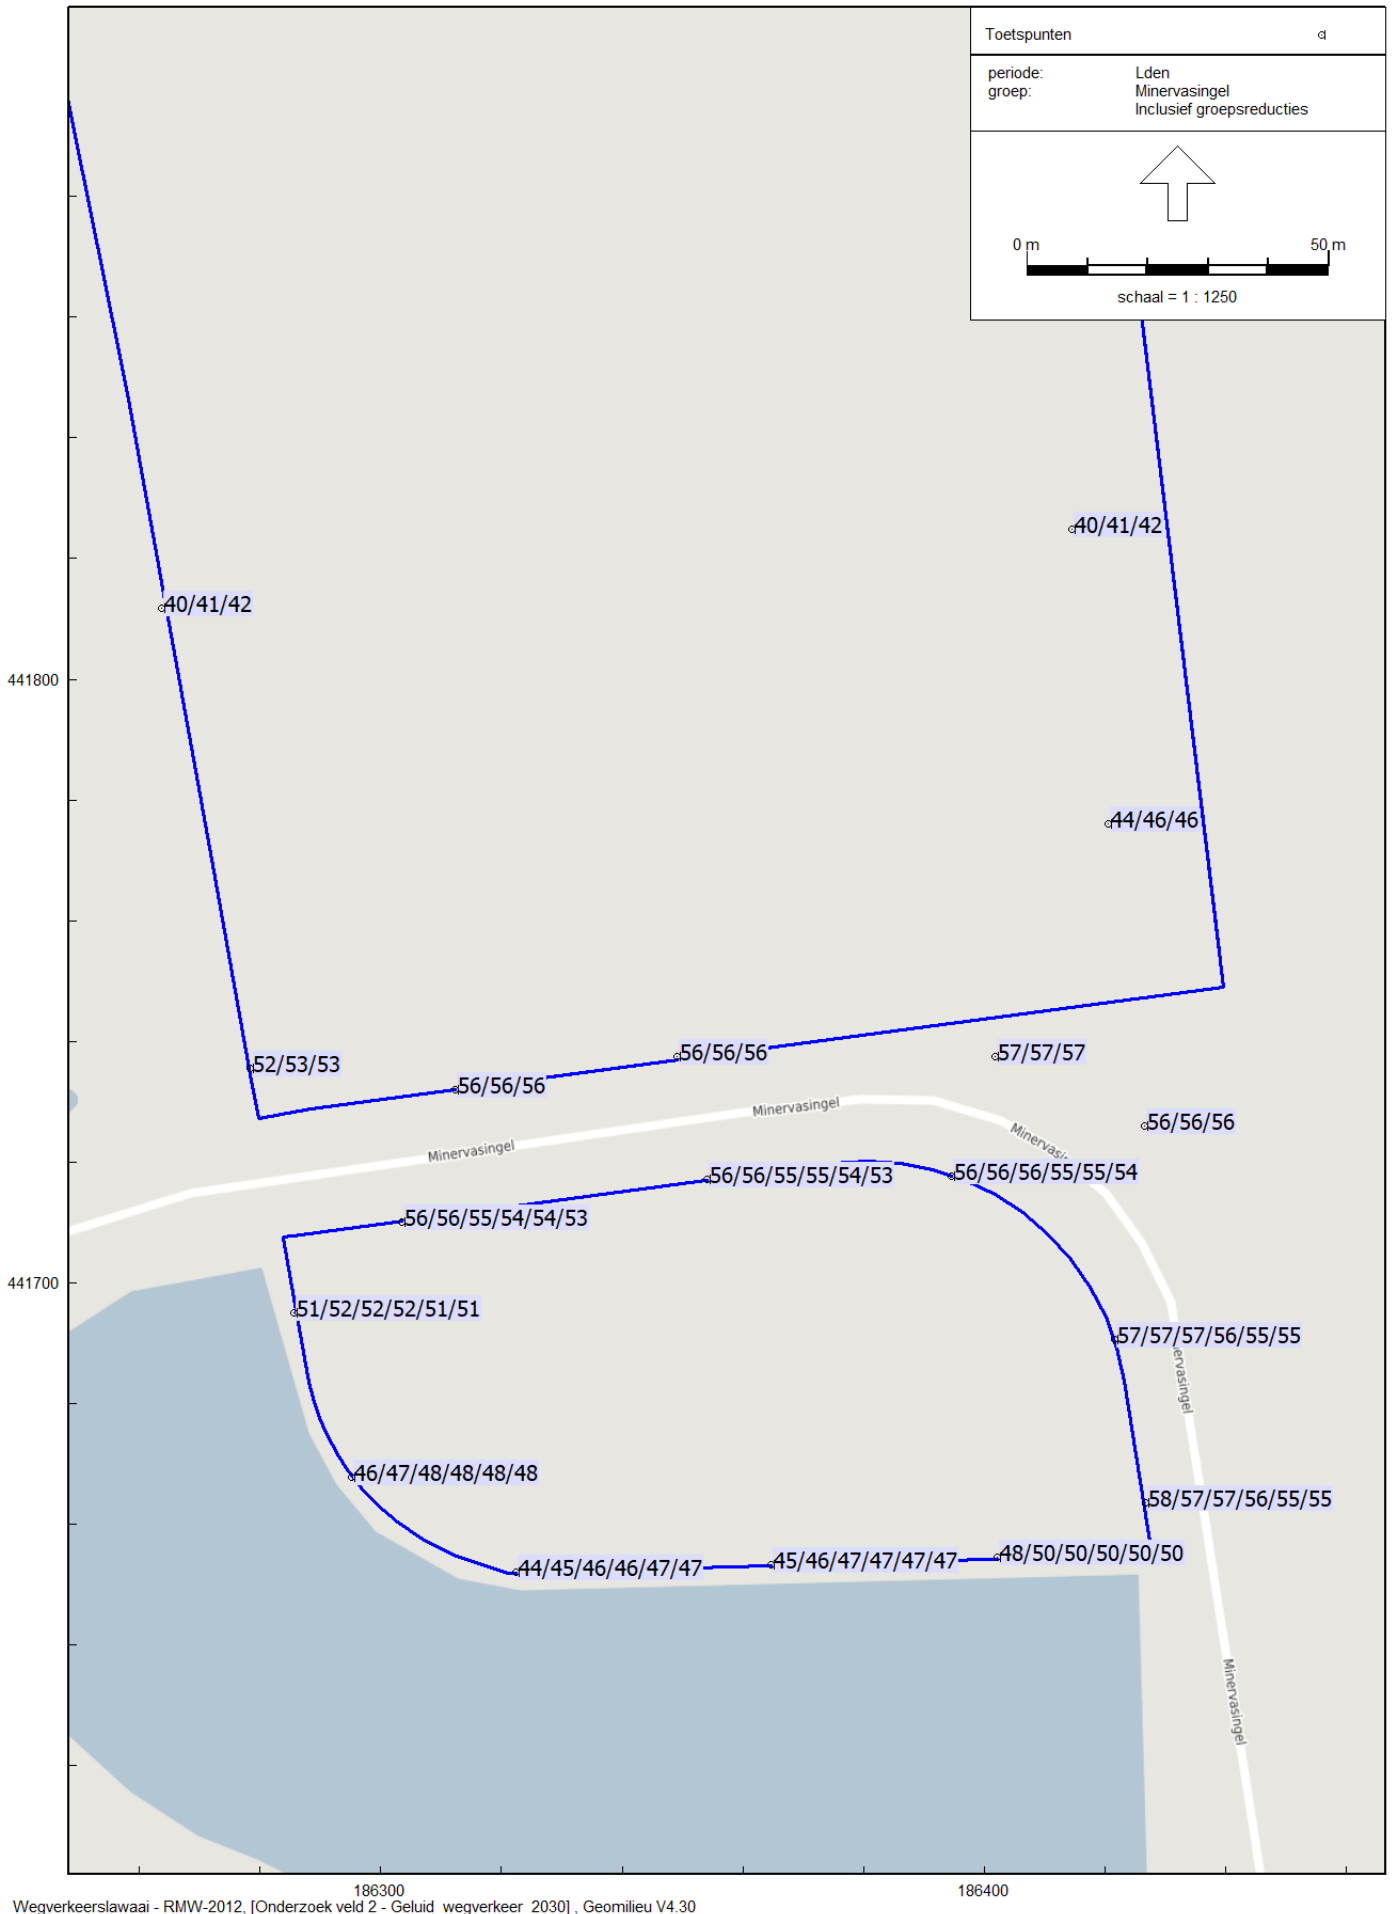 Toetspunten
periode: Lden
groep: Minervasingel
Inclusief groepsreducties
0 m 50 m
schaal = 1 : 1250
40/41/42
40/41/42
441800
44/46/46
56/56/56
57/57/57
52/53/53
56/56/56
Minervasingel
56/56/56
Minervasingel
56/56/55/55/54/53
56/56/56/55/55/54
56/56/55/54/54/53
441700
51/52/52/52/51/51
57/57/57/56/55/55
ervasingel
46/47/48/48/48/48
58/57/57/56/55/55
44/45/46/46/47/47
45/46/47/47/47/47
48/50/50/50/50/50
Minervasingel
186300
186400
Wegverkeerslawaai - RMW-2012, [Onderzoek veld 2 - Geluid wegverkeer 2030] , Geomilieu V4.30